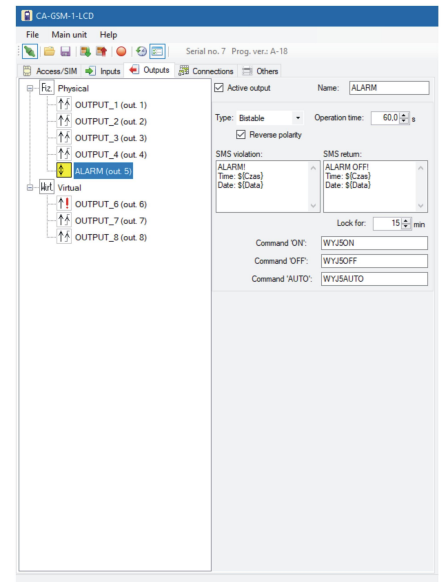 CA-GSM-1-LCD
File Main unit Help
Serial no. 7 Prog. ver.: A-18
Access/SIM Inputs Outputs Connections Others
Fiz. Physical
OUTPUT_1 (out. 1)
OUTPUT_2 (out. 2)
OUTPUT_3 (out. 3)
OUTPUT_4 (out. 4)
ALARM (out. 5)
Wirt. Virtual
OUTPUT_6 (out. 6)
OUTPUT_7 (out. 7)
OUTPUT_8 (out. 8)
Active output Name: ALARM
Type: Bistable Operation time: 60,0 s
Reverse polarity
SMS violation: SMS return:
ALARM! ALARM OFF!
Time: ${Czas} Time: ${Czas}
Date: ${Data} Date: ${Data}
Lock for: 15 min
Command 'ON': WYJ5ON
Command 'OFF': WYJ5OFF
Command 'AUTO': WYJ5AUTO